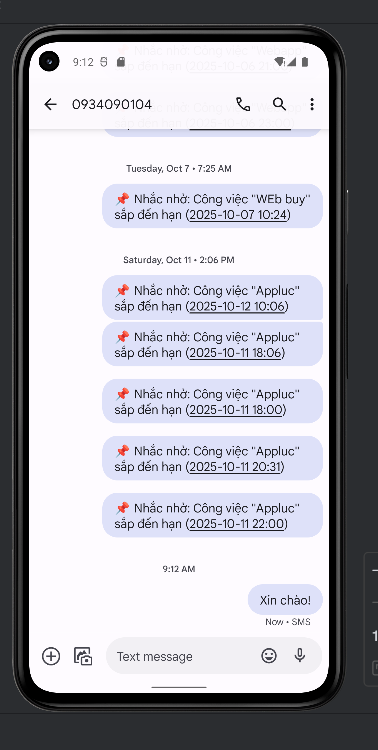 9:12
0934090104
Tuesday, Oct 7 • 7:25 AM
📌 Nhắc nhở: Công việc "WEb buy"
sắp đến hạn (2025-10-07 10:24)
Saturday, Oct 11 • 2:06 PM
📌 Nhắc nhở: Công việc "Appluc"
sắp đến hạn (2025-10-12 10:06)
📌 Nhắc nhở: Công việc "Appluc"
sắp đến hạn (2025-10-11 18:06)
📌 Nhắc nhở: Công việc "Appluc"
sắp đến hạn (2025-10-11 18:00)
📌 Nhắc nhở: Công việc "Appluc"
sắp đến hạn (2025-10-11 20:31)
📌 Nhắc nhở: Công việc "Appluc"
sắp đến hạn (2025-10-11 22:00)
9:12 AM
Xin chào!
Now • SMS
Text message